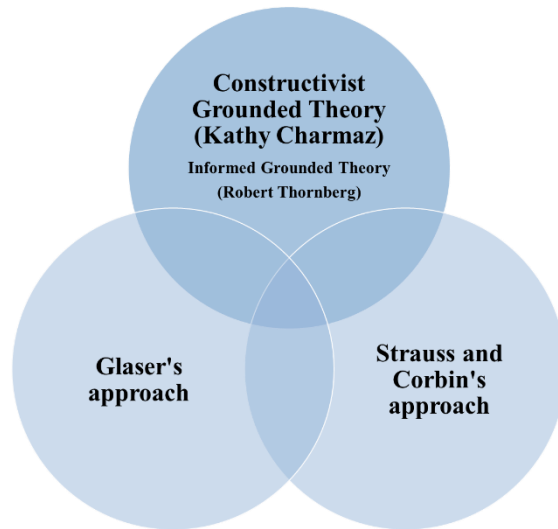 Constructivist
Grounded Theory
(Kathy Charmaz)
Informed Grounded Theory
(Robert Thornberg)
Glaser's
approach
Strauss and
Corbin's
approach